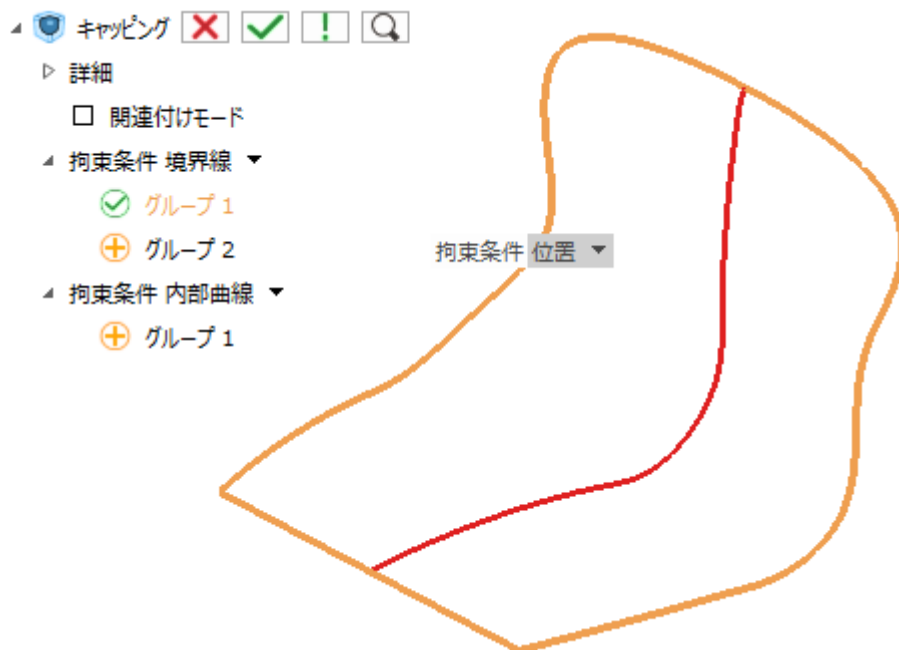 キャッピング
詳細
関連付けモード
拘束条件 境界線
グループ 1
グループ 2
拘束条件 位置
拘束条件 内部曲線
グループ 1